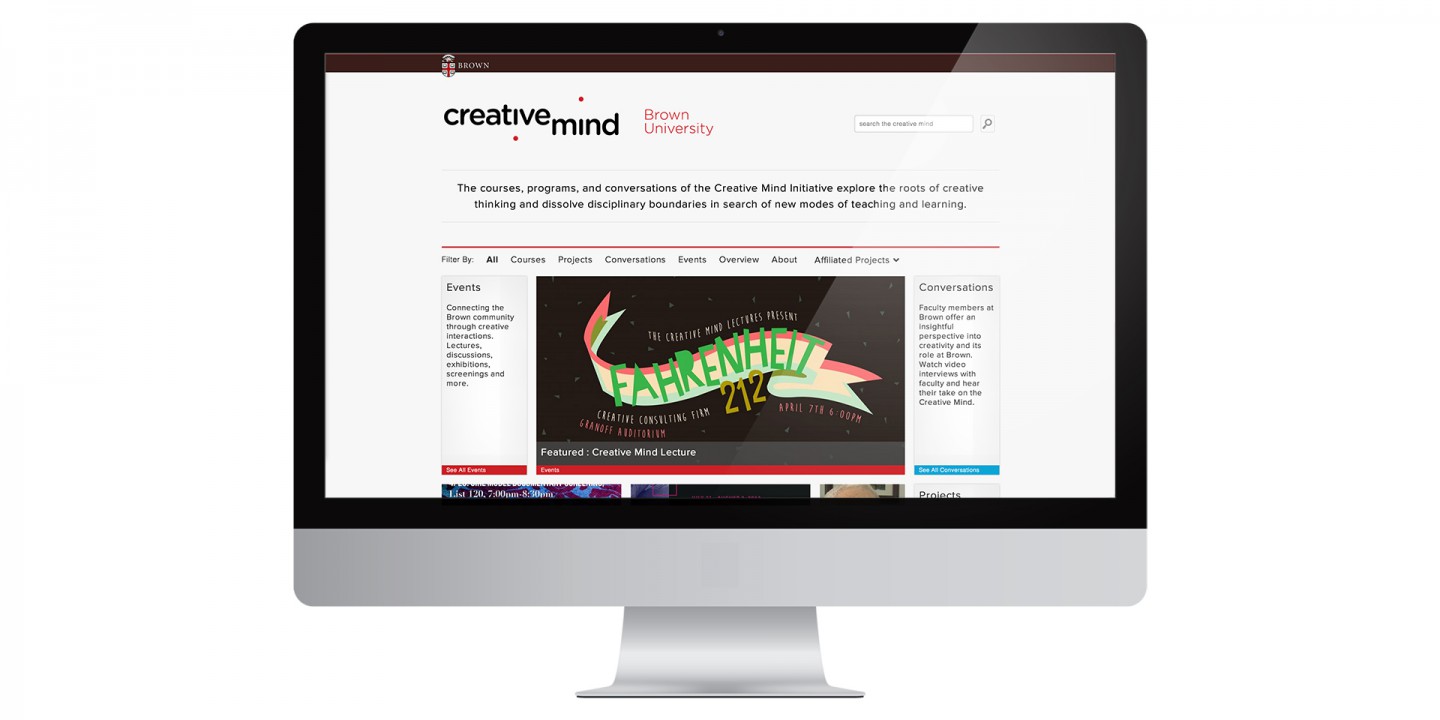 BROWN
creative mind
Brown
University
search the creative mind
The courses, programs, and conversations of the Creative Mind Initiative explore the roots of creative
thinking and dissolve disciplinary boundaries in search of new modes of teaching and learning.
Filter By: All Courses Projects Conversations Events Overview About Affiliated Projects
Events
Connecting the
Brown community
through creative
interactions.
Lectures,
discussions,
exhibitions,
screenings and
more.
See All Events
THE CREATIVE MIND LECTURES PRESENT
FAHRENHEIT
212
CREATIVE CONSULTING FIRM
APRIL 7TH 6:00PM
GRANOFF AUDITORIUM
Featured : Creative Mind Lecture
Events
Conversations
Faculty members at
Brown offer an
insightful
perspective into
creativity and its
role at Brown.
Watch video
interviews with
faculty and hear
their take on the
Creative Mind.
See All Conversations
List 120, 7:00pm-8:30pm
Projects